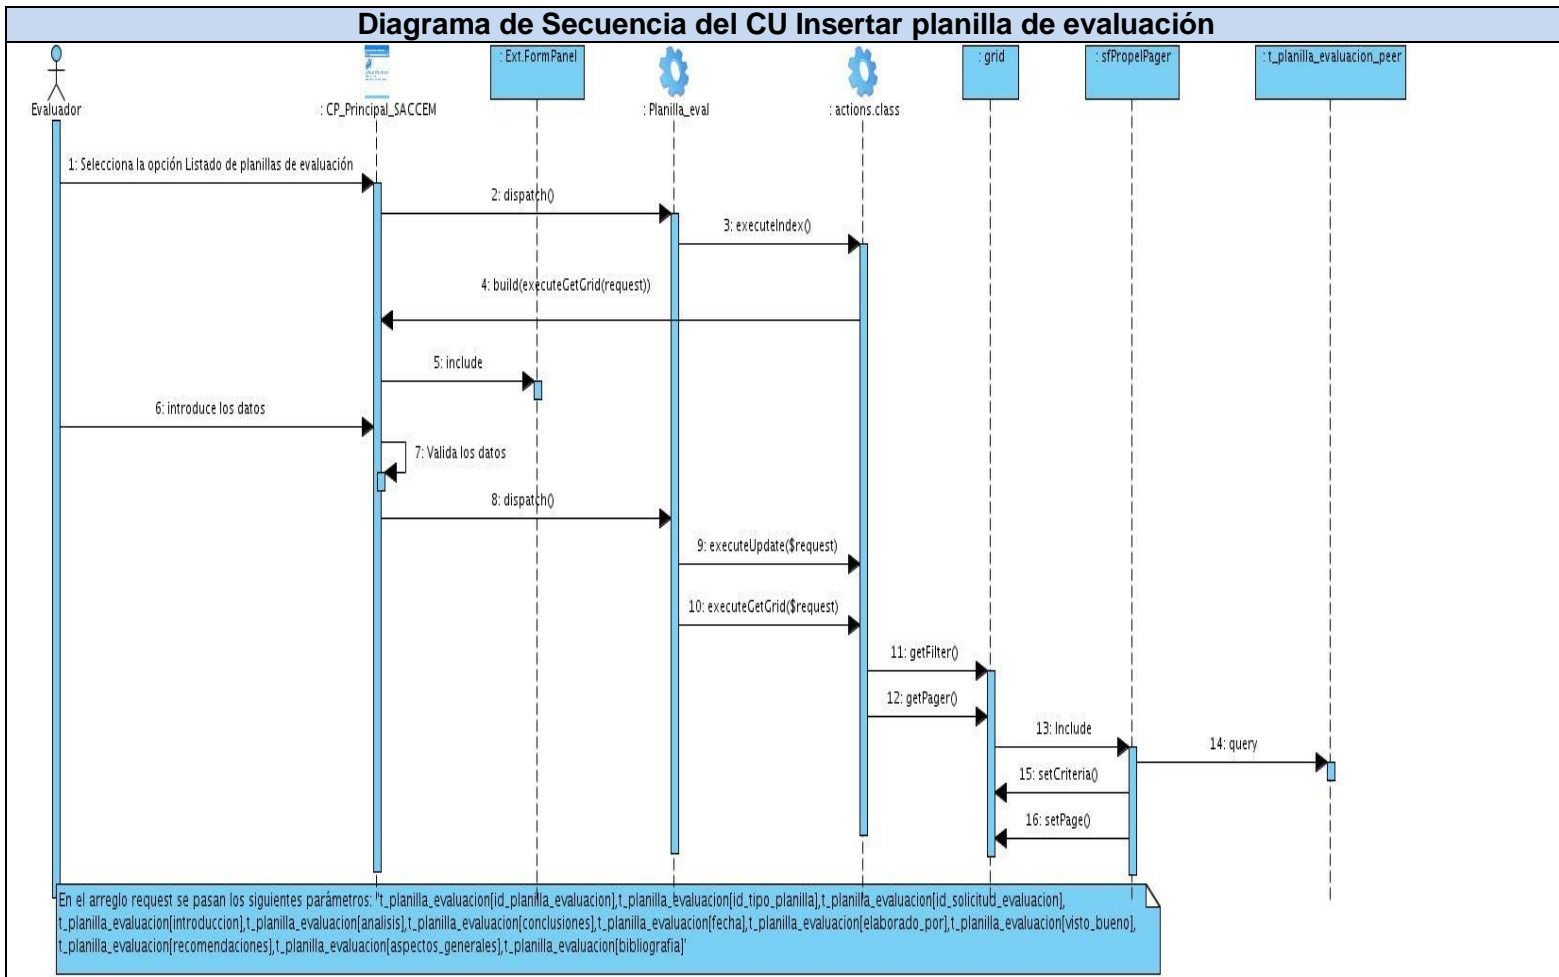 Diagrama de Secuencia del CU Insertar planilla de evaluación
: Ext.FormPanel
: grid
: sfPropelPager
: t_planilla_evaluacion_peer
Evaluador
: CP_Principal_SACCEM
: Planilla_eval
: actions.class
1: Selecciona la opción Listado de planillas de evaluación
2: dispatch()
3: executeIndex()
4: build(executeGetGrid(request))
5: include
6: introduce los datos
7: Valida los datos
8: dispatch()
9: executeUpdate($request)
10: executeGetGrid($request)
11: getFilter()
12: getPager()
13: Include
14: query
15: setCriteria()
16: setPage()
En el arreglo request se pasan los siguientes parámetros: "t_planilla_evaluacion[id_planilla_evaluacion],t_planilla_evaluacion[id_tipo_planilla],t_planilla_evaluacion[id_solicitud_evaluacion],
t_planilla_evaluacion[introduccion],t_planilla_evaluacion[analisis],t_planilla_evaluacion[conclusiones],t_planilla_evaluacion[fecha],t_planilla_evaluacion[elaborado_por],t_planilla_evaluacion[visto_bueno],
t_planilla_evaluacion[recomendaciones],t_planilla_evaluacion[aspectos_generales],t_planilla_evaluacion[bibliografia]'